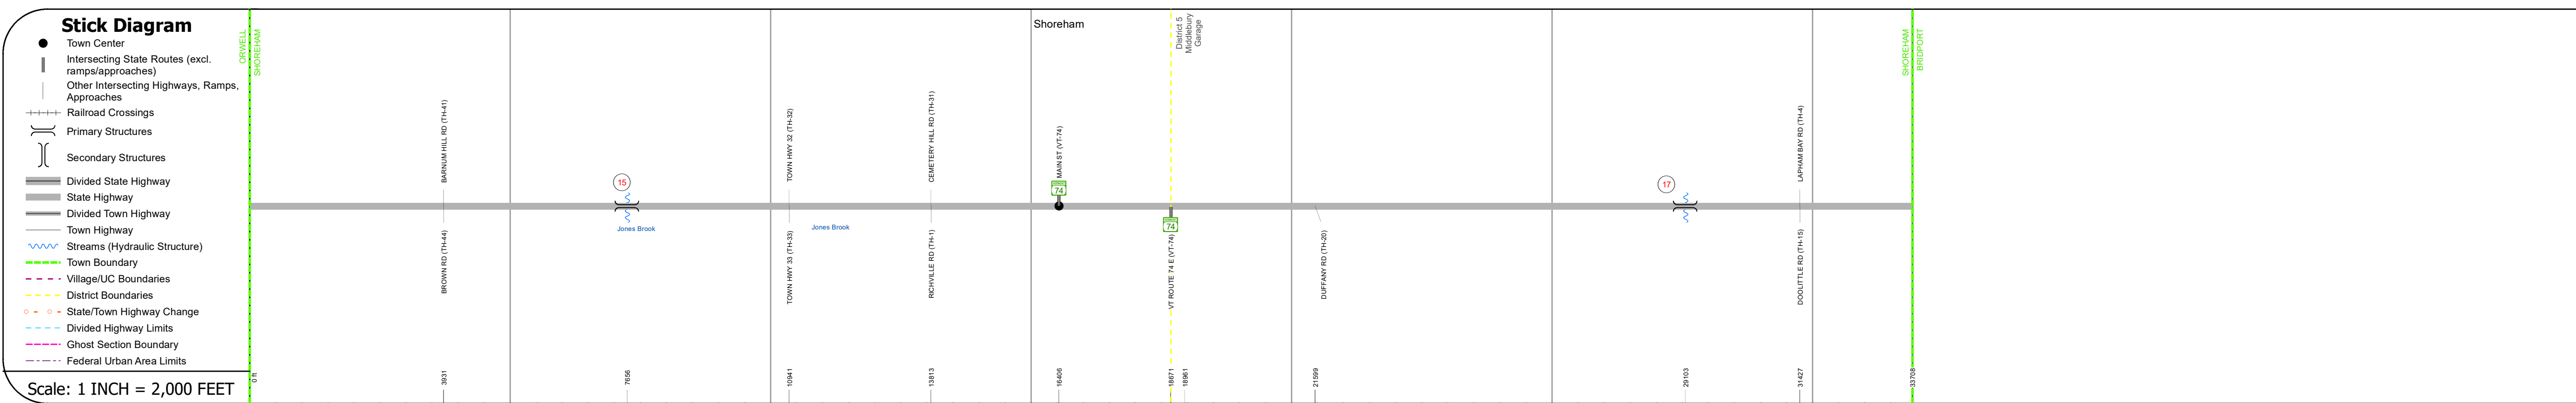 Stick Diagram
Town Center
Intersecting State Routes (excl.
ramps/approaches)
Other Intersecting Highways, Ramps,
Approaches
Railroad Crossings
Primary Structures
Secondary Structures
Divided State Highway
State Highway
Divided Town Highway
Town Highway
Streams (Hydraulic Structure)
Town Boundary
Village/UC Boundaries
District Boundaries
State/Town Highway Change
Divided Highway Limits
Ghost Section Boundary
Federal Urban Area Limits
Scale: 1 INCH = 2,000 FEET
ORWELL
SHOREHAM
Shoreham
District 5
Middlebury
Garage
SHOREHAM
BRIDPORT
BARNUM HILL RD (TH-41)
TOWN HWY 32 (TH-32)
CEMETERY HILL RD (TH-31)
MAIN ST (VT-74)
LAPHAM BAY RD (TH-4)
15
74
17
Jones Brook
Jones Brook
74
BROWN RD (TH-44)
TOWN HWY 33 (TH-33)
RICHVILLE RD (TH-1)
VT ROUTE 74 E (VT-74)
DUFFANY RD (TH-20)
DOOLITTLE RD (TH-15)
0 ft
3931
7656
10941
13813
16406
18671
18961
21599
29103
31427
33708